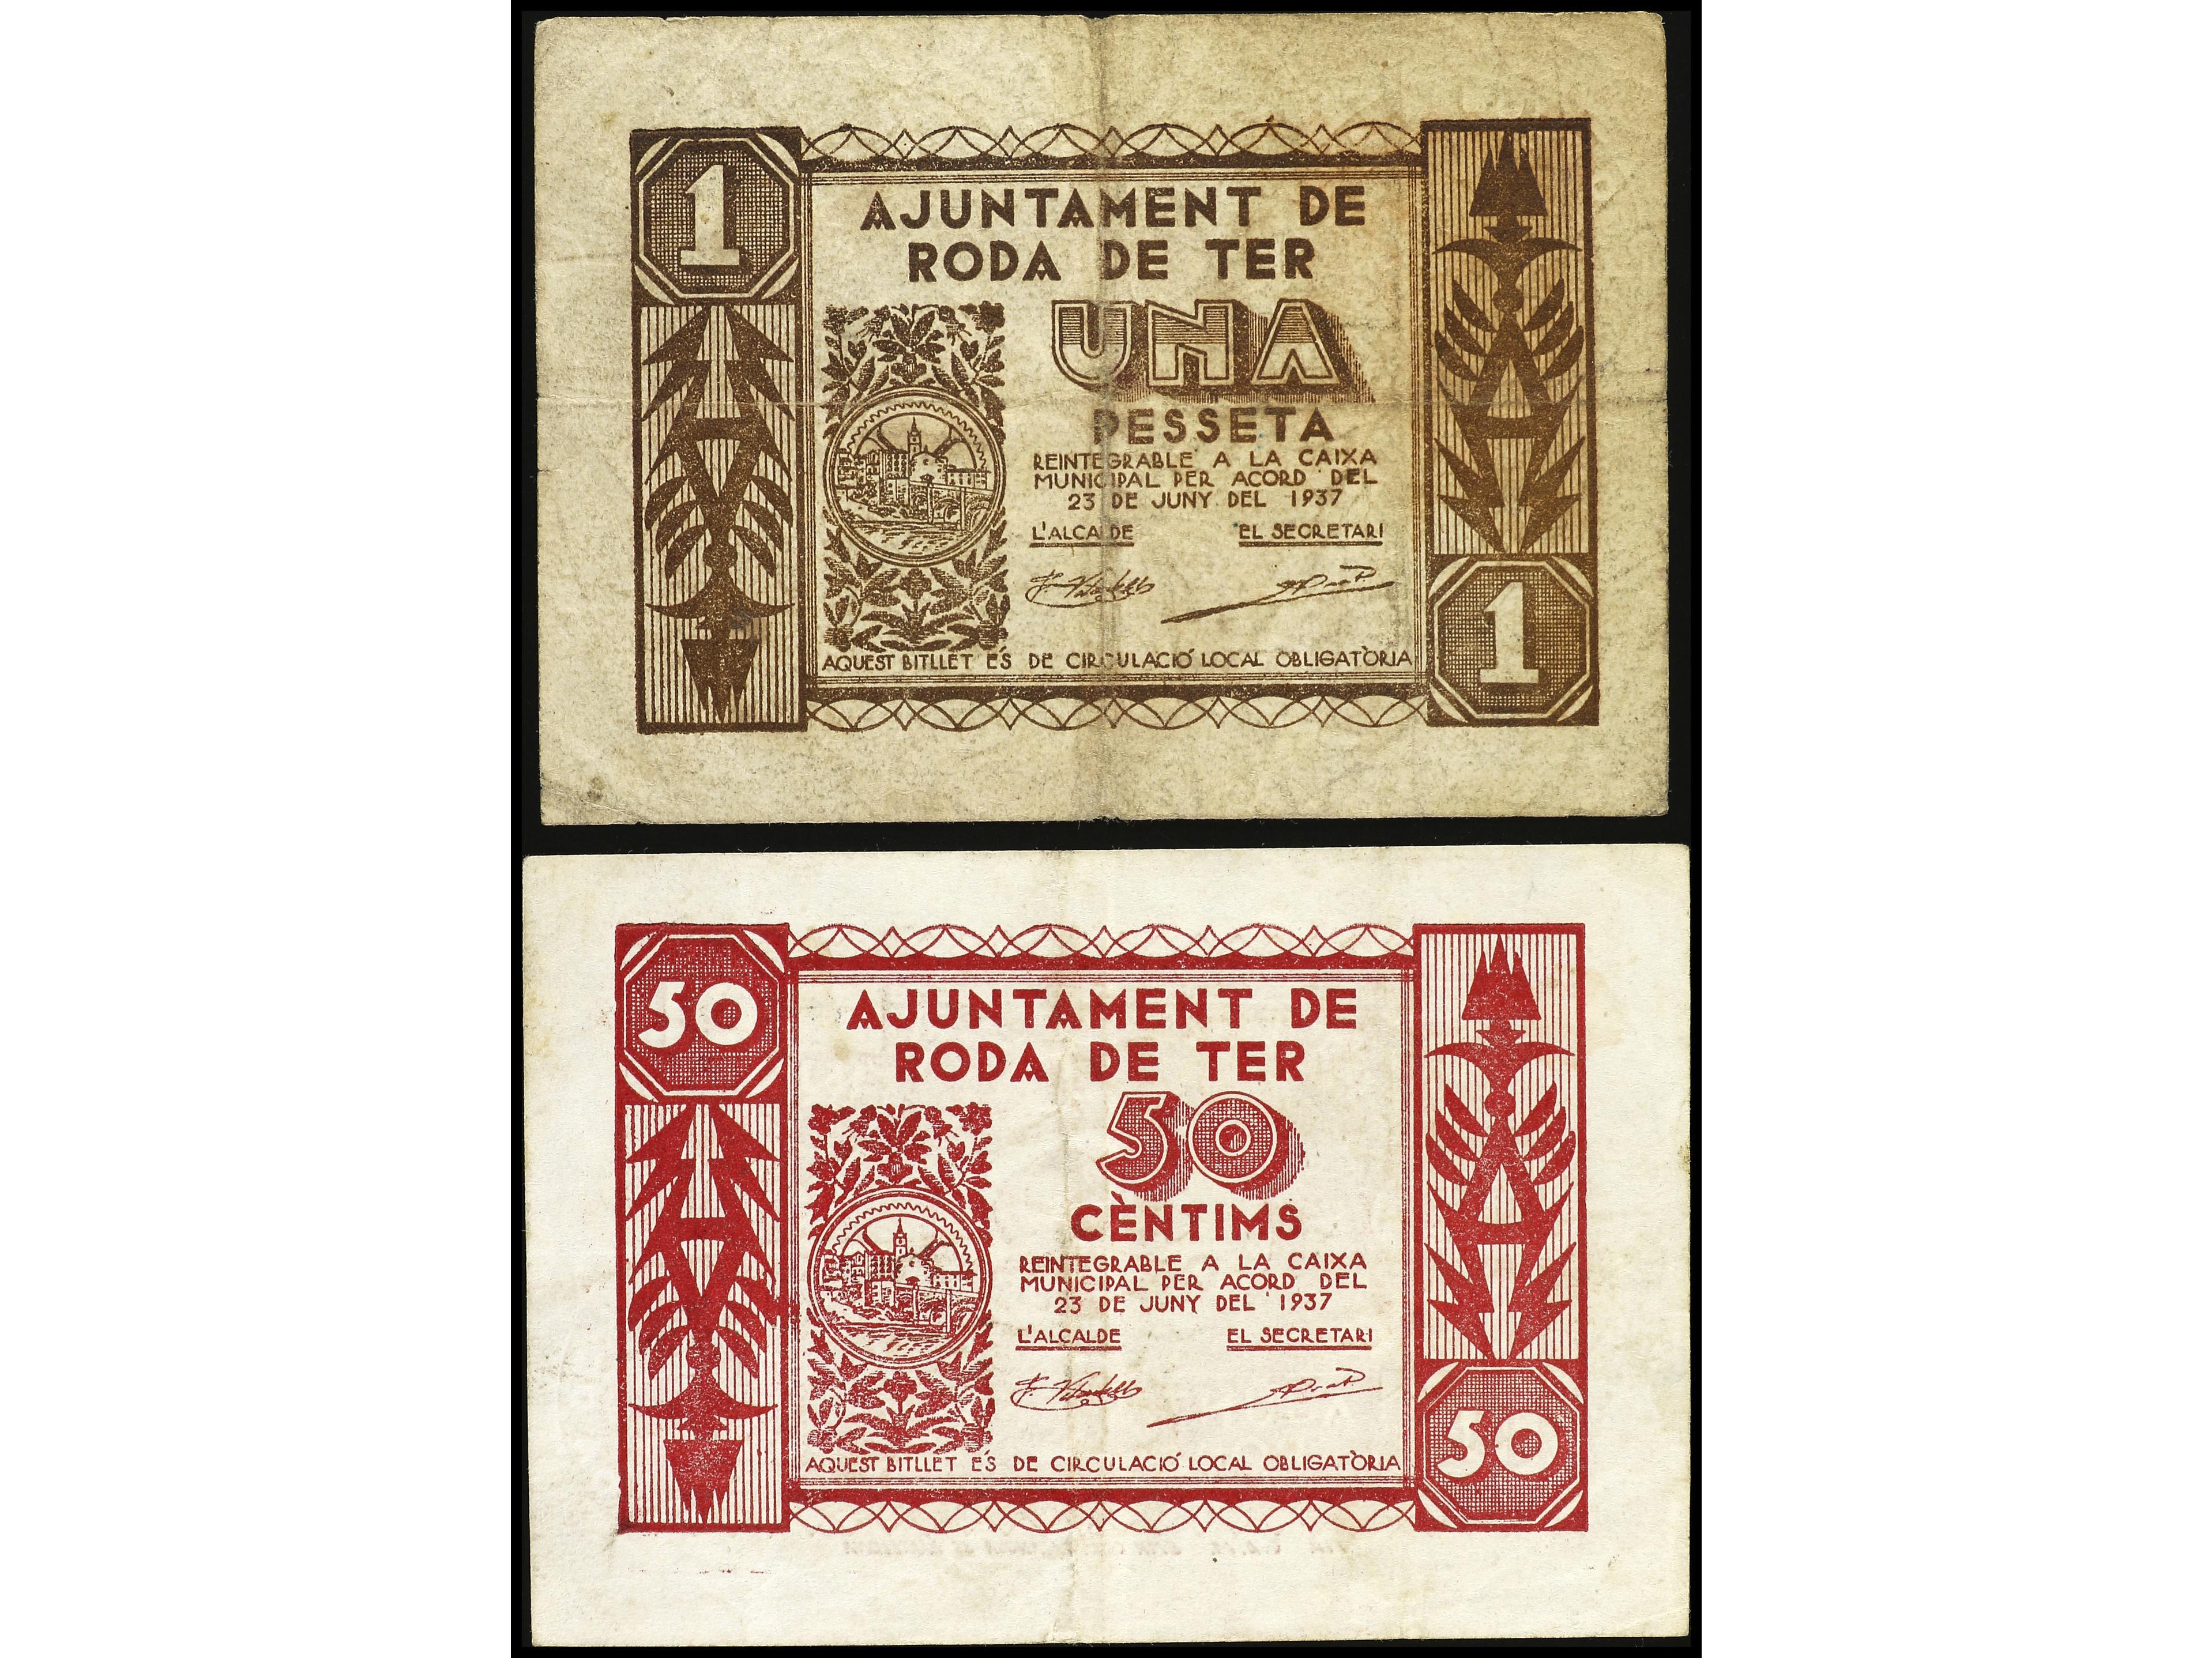 1
AJUNTAMENT DE
RODA DE TER
UNA
PESSETA
REINTEGRABLE A LA CAIXA
MUNICIPAL PER ACORD DEL
23 DE JUNY DEL 1937
L'ALCALDE EL SECRETARI
AQUEST BITLLET ÉS DE CIRCULACIÓ LOCAL OBLIGATÒRIA
1
50
AJUNTAMENT DE
RODA DE TER
50
CÈNTIMS
REINTEGRABLE A LA CAIXA
MUNICIPAL PER ACORD DEL
23 DE JUNY DEL 1937
L'ALCALDE EL SECRETARI
AQUEST BITLLET ÉS DE CIRCULACIÓ LOCAL OBLIGATÒRIA
50